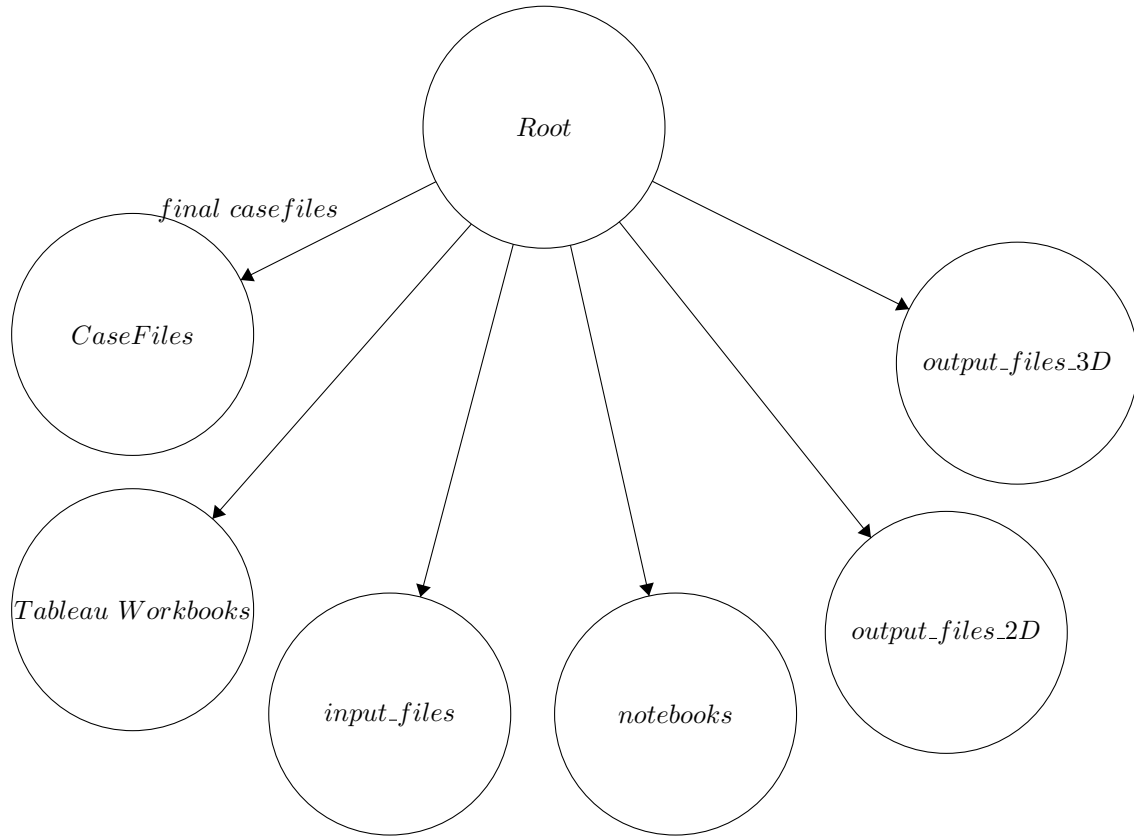 Root
final casefiles
CaseFiles
output_files_3D
Tableau Workbooks
output_files_2D
input_files
notebooks